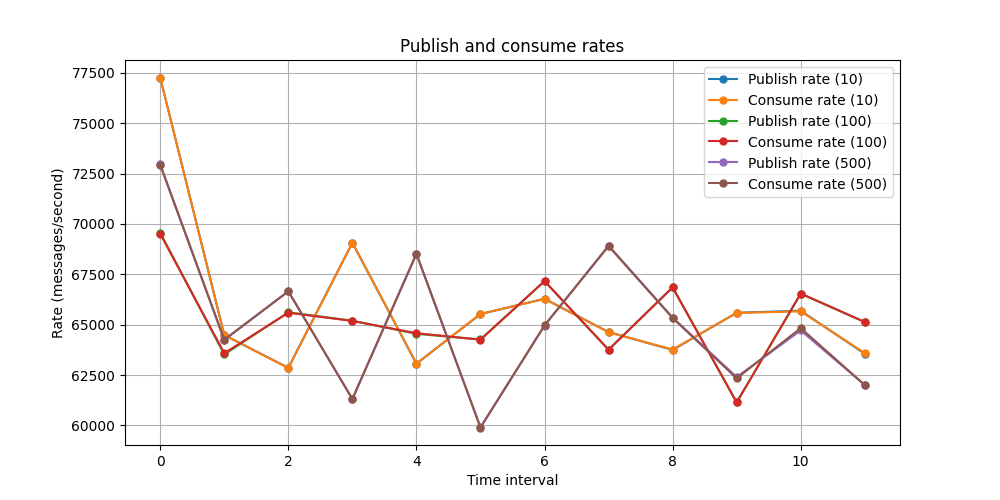 Publish and consume rates
77500
75000
72500
70000
67500
65000
62500
60000
Rate (messages/second)
Publish rate (10)
Consume rate (10)
Publish rate (100)
Consume rate (100)
Publish rate (500)
Consume rate (500)
0 2 4 6 8 10
Time interval